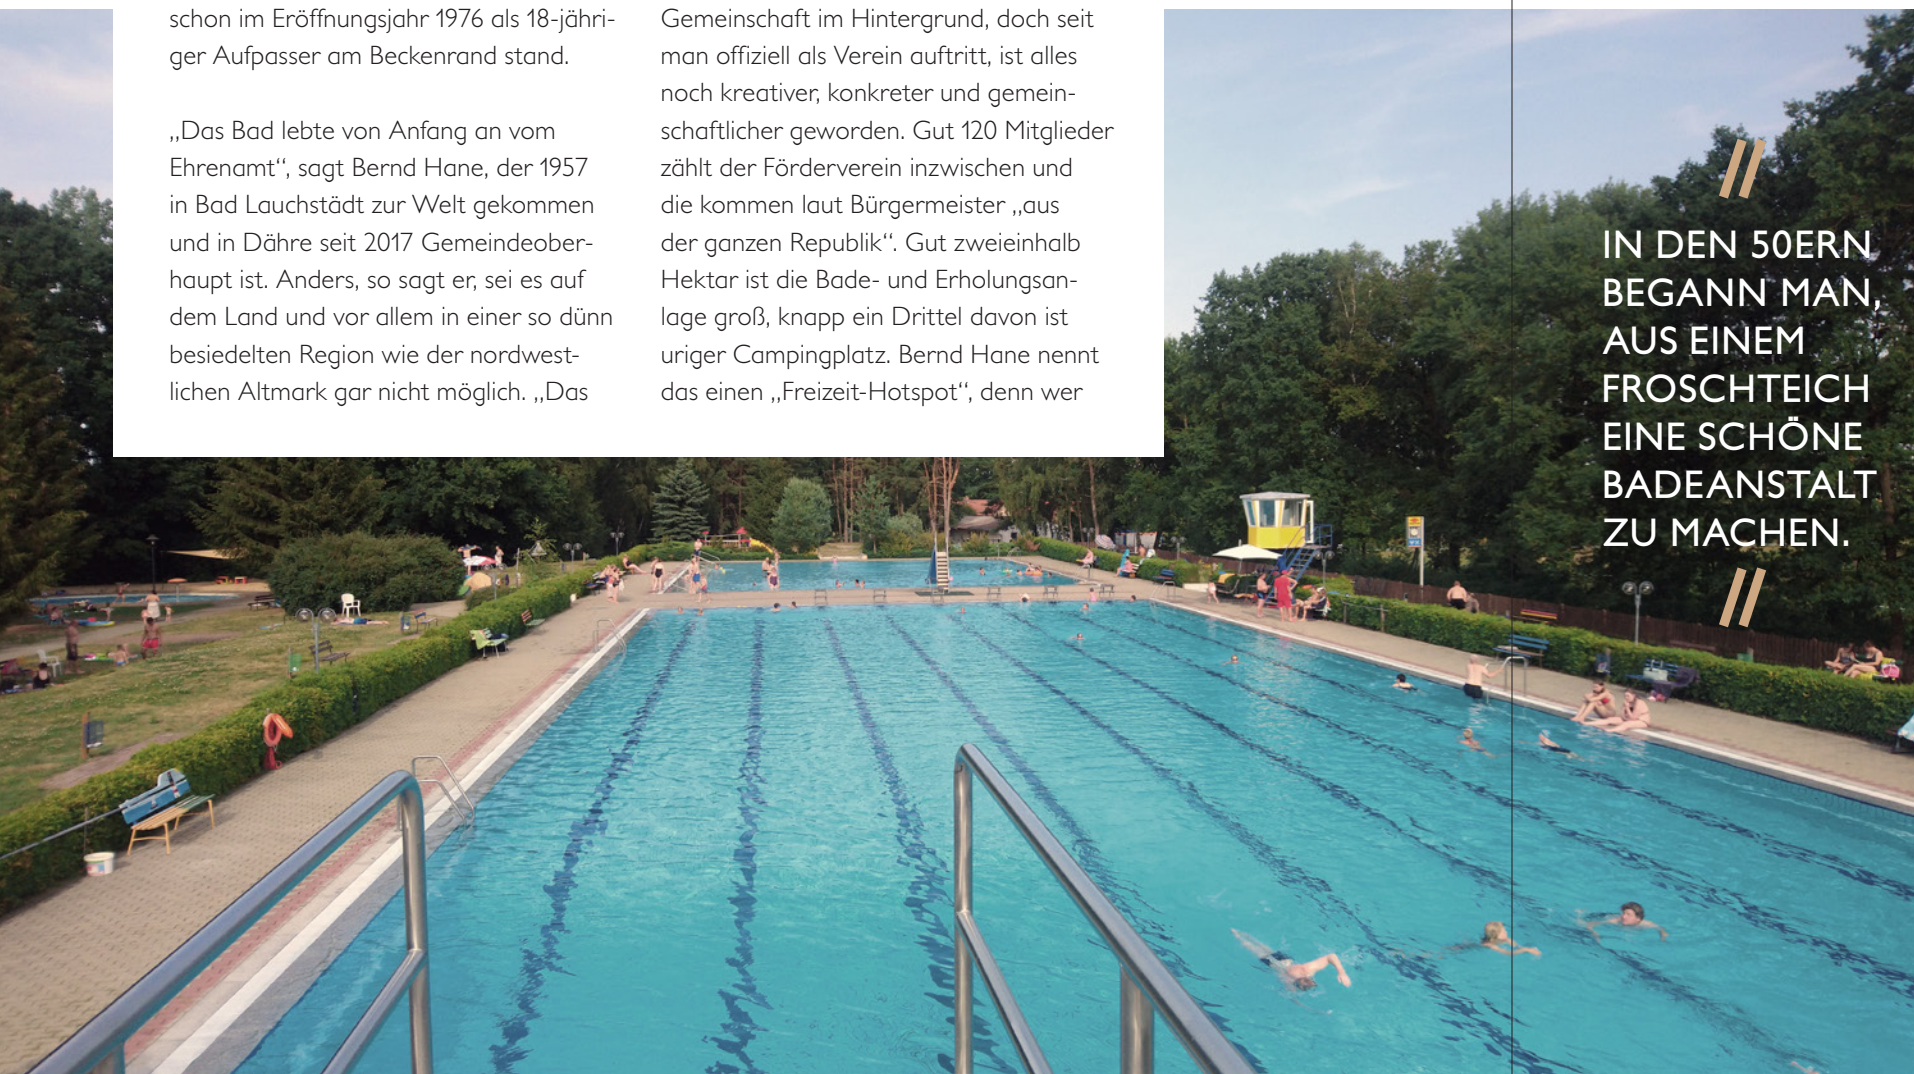 schon im Eröffnungsjahr 1976 als 18-jähri-
ger Aufpasser am Beckenrand stand.
„Das Bad lebte von Anfang an vom
Ehrenamt“, sagt Bernd Hane, der 1957
in Bad Lauchstädt zur Welt gekommen
und in Dähre seit 2017 Gemeindeober-
haupt ist. Anders, so sagt er, sei es auf
dem Land und vor allem in einer so dünn
besiedelten Region wie der nordwest-
lichen Altmark gar nicht möglich. „Das
Gemeinschaft im Hintergrund, doch seit
man offiziell als Verein auftritt, ist alles
noch kreativer, konkreter und gemein-
schaftlicher geworden. Gut 120 Mitglieder
zählt der Förderverein inzwischen und
die kommen laut Bürgermeister „aus
der ganzen Republik“. Gut zweieinhalb
Hektar ist die Bade- und Erholungsan-
lage groß, knapp ein Drittel davon ist
uriger Campingplatz. Bernd Hane nennt
das einen „Freizeit-Hotspot“, denn wer
//
IN DEN 50ERN
BEGANN MAN,
AUS EINEM
FROSCHTEICH
EINE SCHÖNE
BADEANSTALT
ZU MACHEN.
//